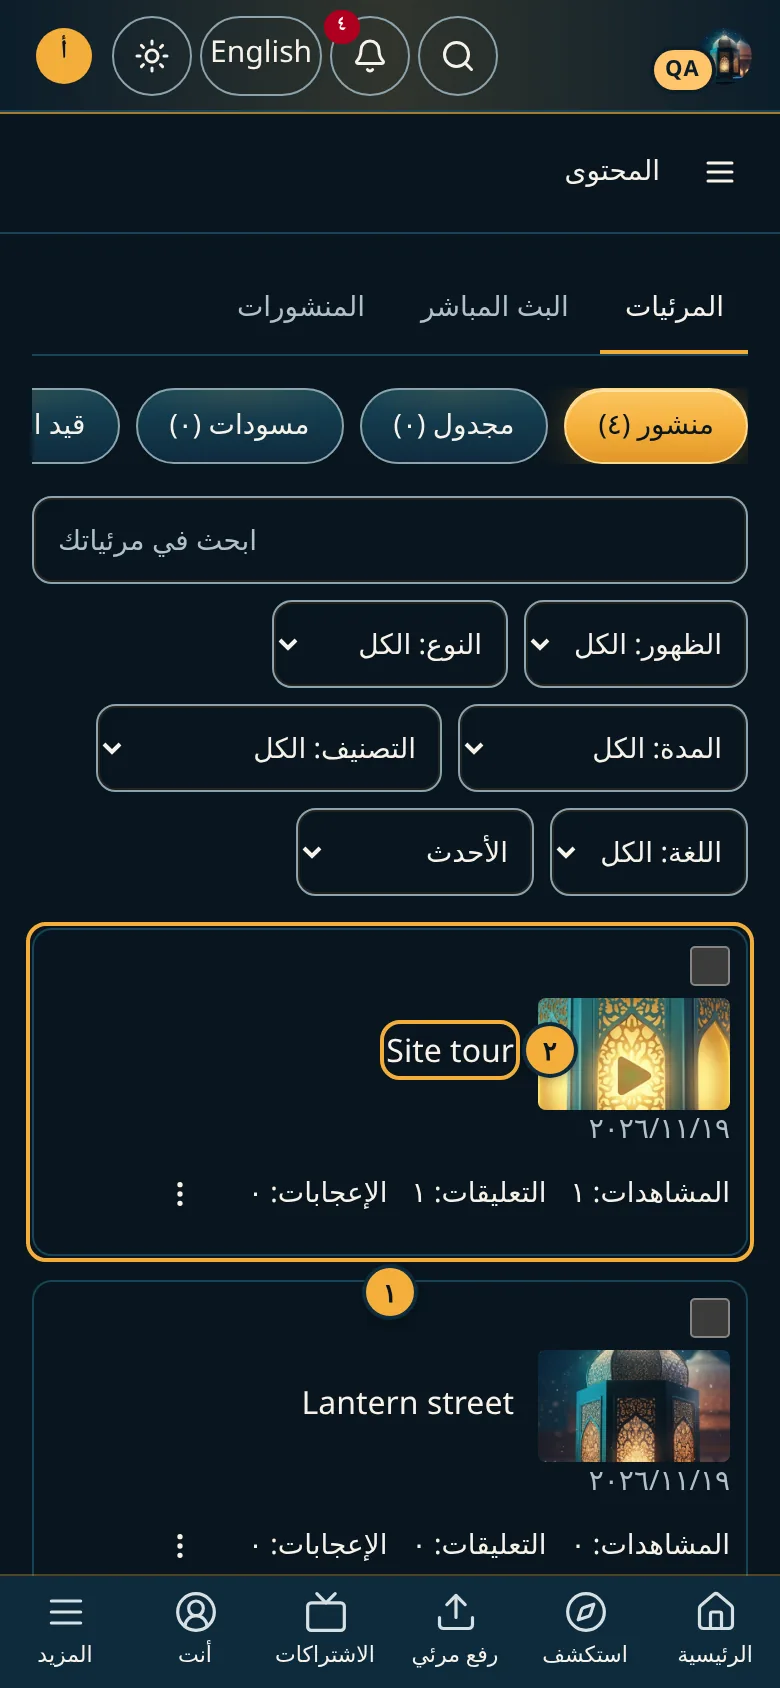 QA
٤
English
أ
المحتوى
المرئيات البث المباشر المنشورات
منشور (٤) مجدول (٠) مسودات (٠) قيد ا
ابحث في مرئياتك
الظهور: الكل النوع: الكل
المدة: الكل التصنيف: الكل
اللغة: الكل الأحدث
Site tour
٢
٢٠٢٦/١١/١٩
المشاهدات: ١ التعليقات: ١ الإعجابات: ٠
١
Lantern street
٢٠٢٦/١١/١٩
المشاهدات: ٠ التعليقات: ٠ الإعجابات: ٠
الرئيسية استكشف رفع مرئي الاشتراكات أنت المزيد